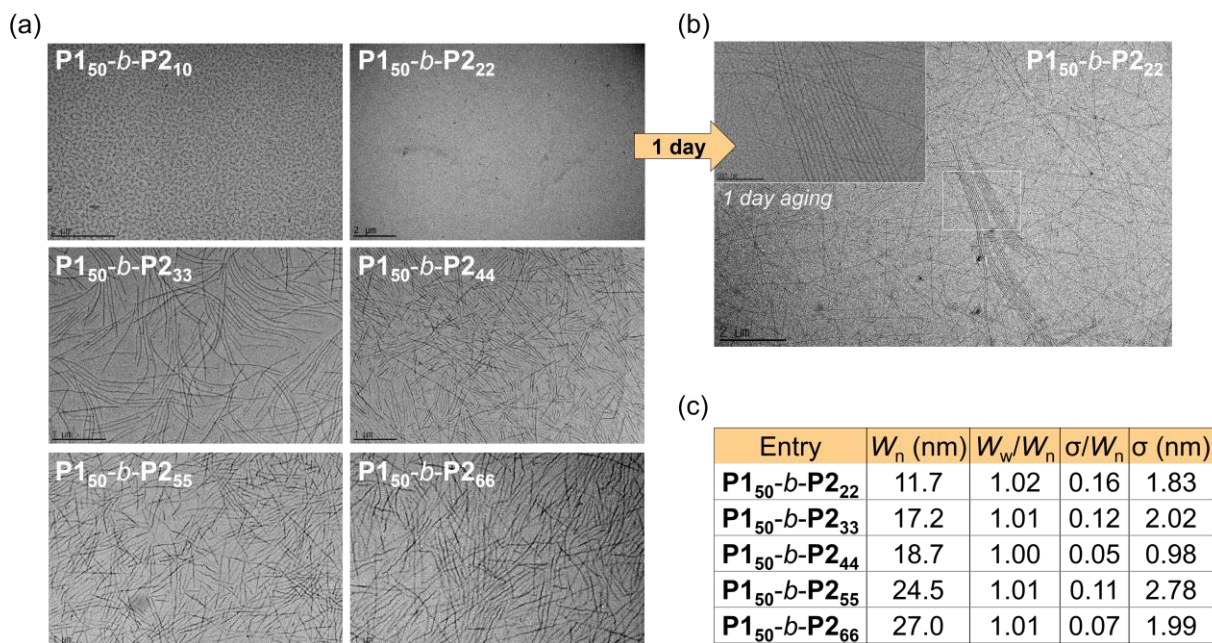 (a)
P1₅₀-b-P2₁₀
P1₅₀-b-P2₂₂
2 µm
P1₅₀-b-P2₃₃
P1₅₀-b-P2₄₄
1 µm
P1₅₀-b-P2₅₅
P1₅₀-b-P2₆₆
1 µm
1 day
(b)
P1₅₀-b-P2₂₂
1 day aging
2 µm
(c)
Entry Wn (nm) Ww/Wn σ/Wn σ (nm)
P1₅₀-b-P2₂₂ 11.7 1.02 0.16 1.83
P1₅₀-b-P2₃₃ 17.2 1.01 0.12 2.02
P1₅₀-b-P2₄₄ 18.7 1.00 0.05 0.98
P1₅₀-b-P2₅₅ 24.5 1.01 0.11 2.78
P1₅₀-b-P2₆₆ 27.0 1.01 0.07 1.99